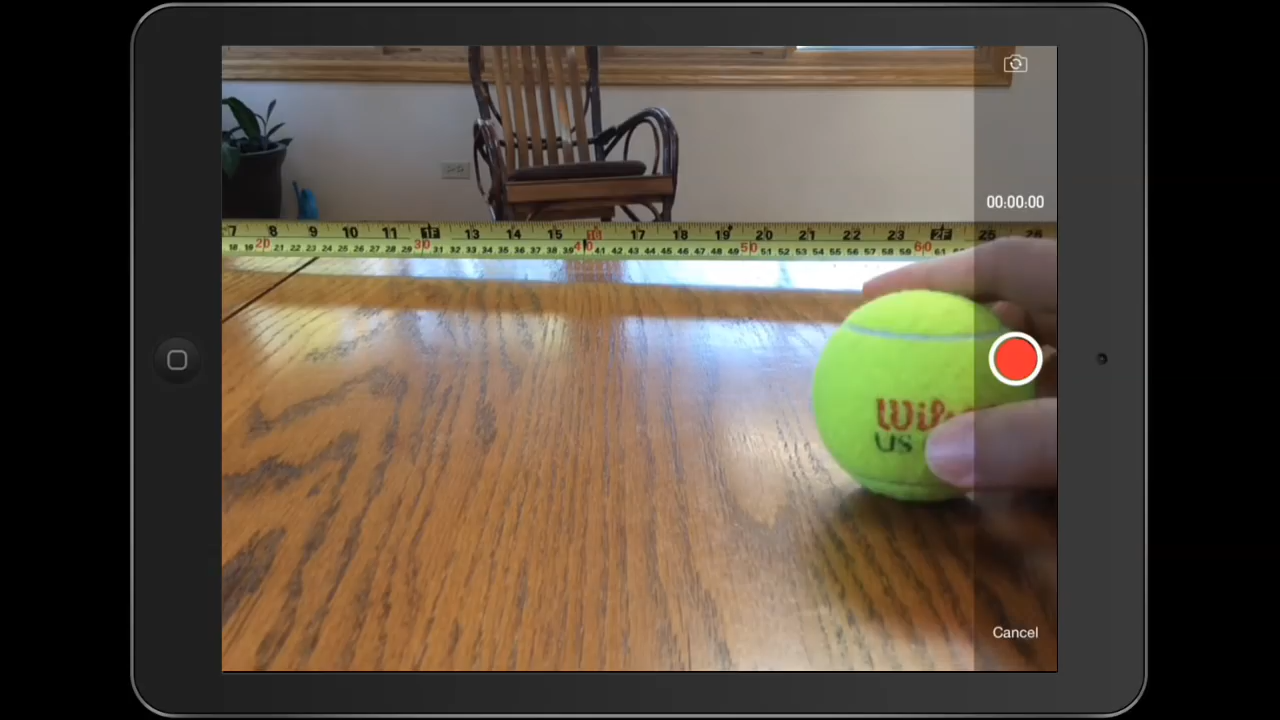 00:00:00
7 8 9 10 11 1F 13 14 15 16 17 18 19 20 21 22 23 2F 25 26
18 19 20 21 22 23 24 25 26 27 28 29 30 31 32 33 34 35 36 37 38 39 40 41 42 43 44 45 46 47 48 49 50 51 52 53 54 55 56 57 58 59 60 61
Wils
US
Cancel